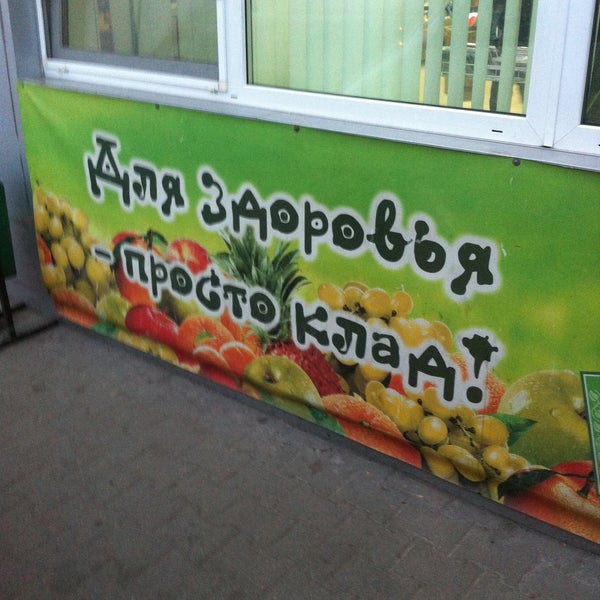 Для здоровья
- просто клад!